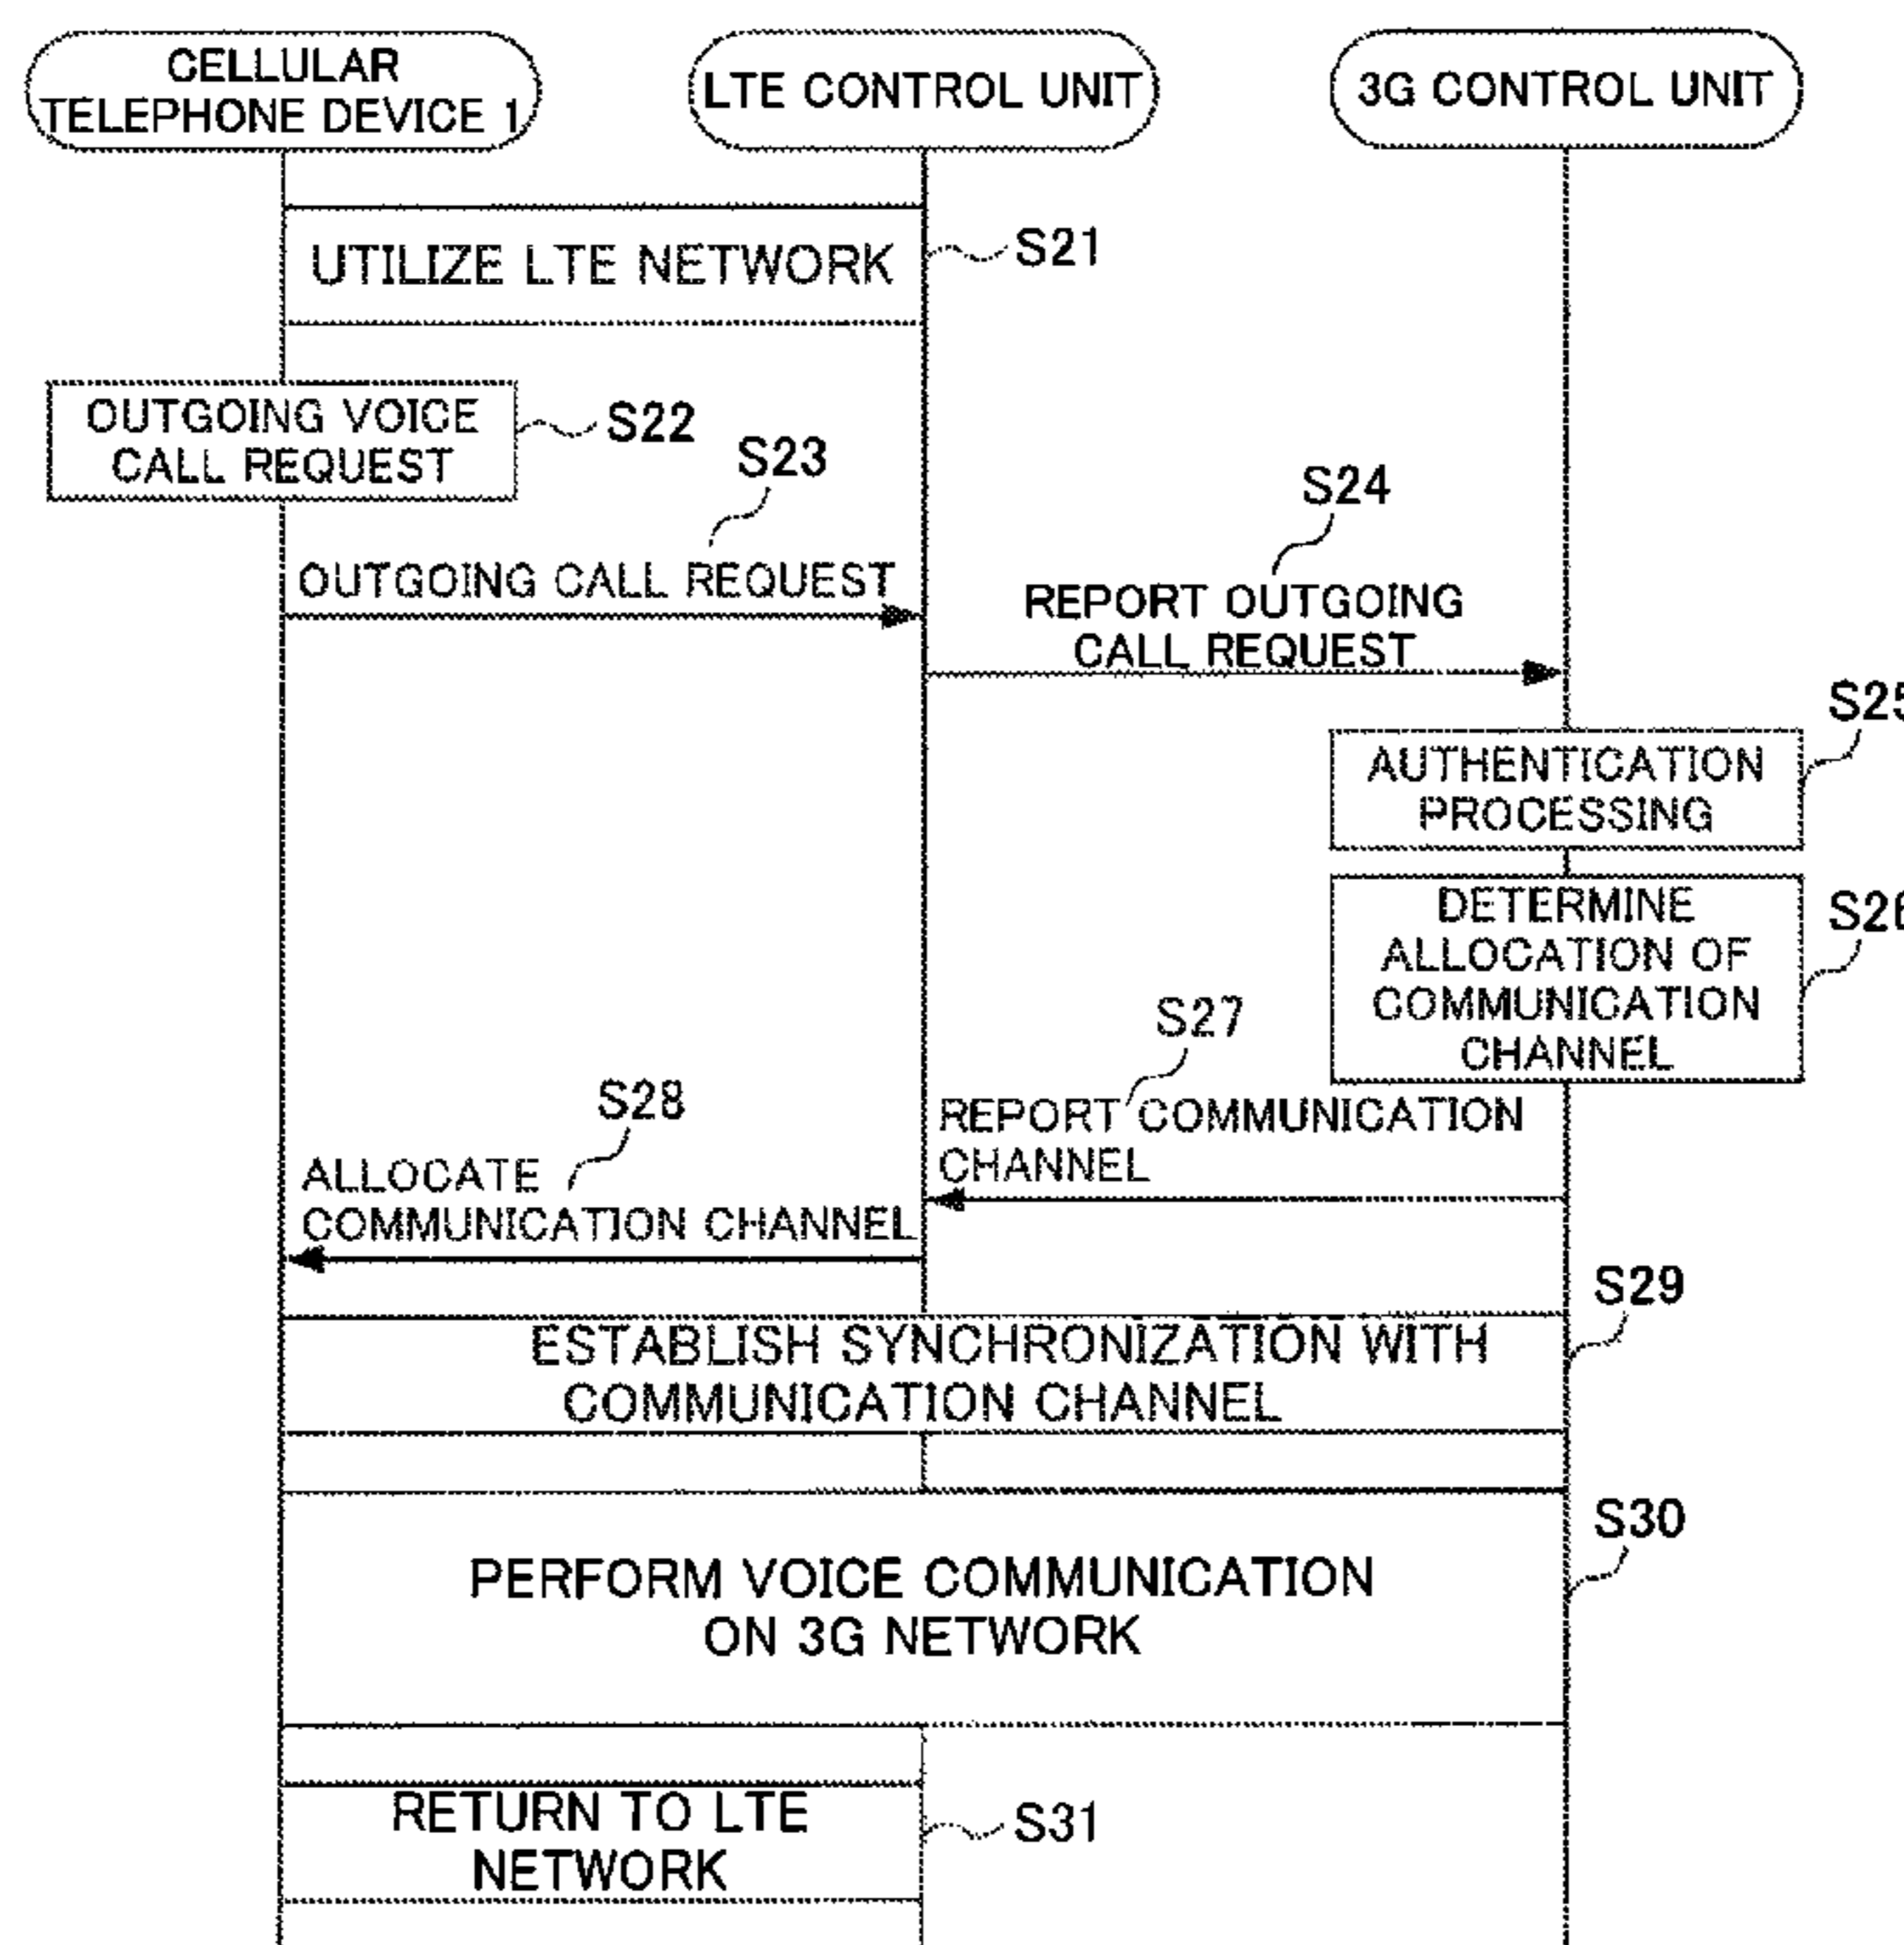 CELLULAR
TELEPHONE DEVICE 1
LTE CONTROL UNIT
3G CONTROL UNIT
UTILIZE LTE NETWORK
S21
OUTGOING VOICE
CALL REQUEST
S22
S23
OUTGOING CALL REQUEST
S24
REPORT OUTGOING
CALL REQUEST
S25
AUTHENTICATION
PROCESSING
S26
DETERMINE
ALLOCATION OF
COMMUNICATION
CHANNEL
S27
REPORT COMMUNICATION
CHANNEL
S28
ALLOCATE
COMMUNICATION CHANNEL
S29
ESTABLISH SYNCHRONIZATION WITH
COMMUNICATION CHANNEL
S30
PERFORM VOICE COMMUNICATION
ON 3G NETWORK
RETURN TO LTE
NETWORK
S31